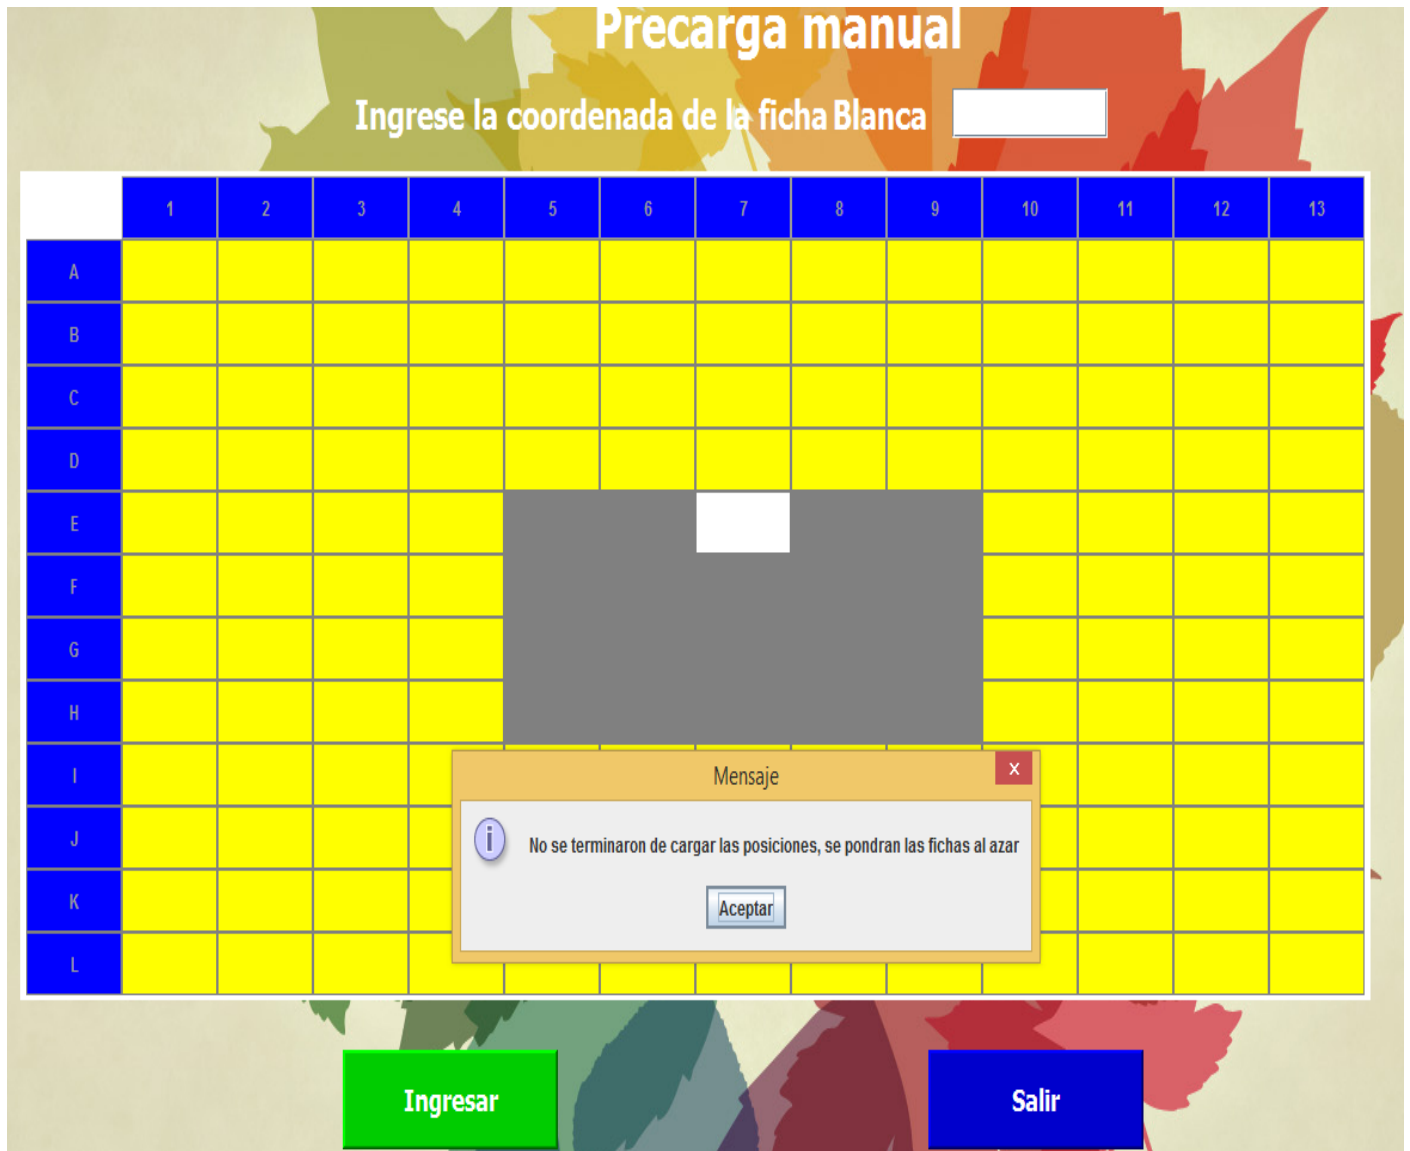 Precarga manual
Ingrese la coordenada de la ficha Blanca
1 2 3 4 5 6 7 8 9 10 11 12 13
A
B
C
D
E
F
G
H
I
Mensaje x
J
No se terminaron de cargar las posiciones, se pondran las fichas al azar
K
Aceptar
L
Ingresar Salir